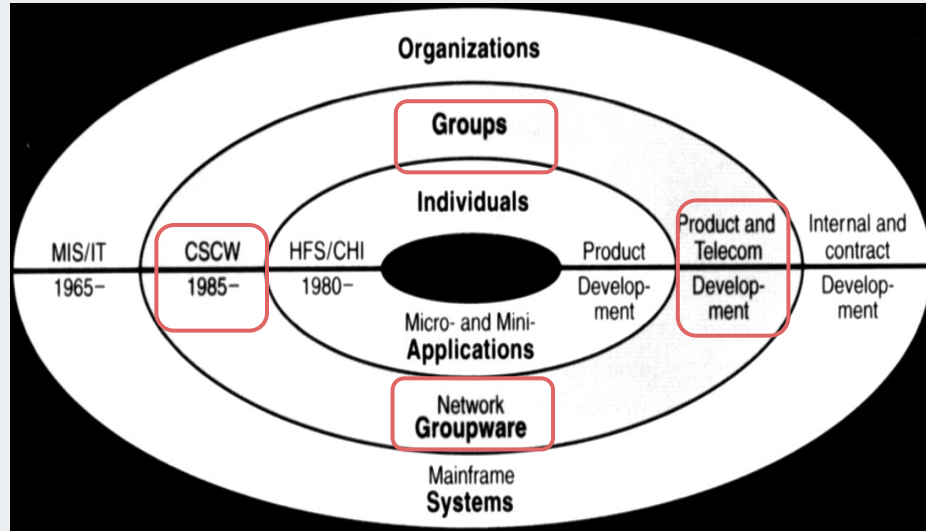 Organizations
Groups
Individuals
MIS/IT
1965–
CSCW
1985–
HFS/CHI
1980–
Product
Develop-
ment
Product and
Telecom
Develop-
ment
Internal and
contract
Develop-
ment
Micro- and Mini-
Applications
Network
Groupware
Mainframe
Systems